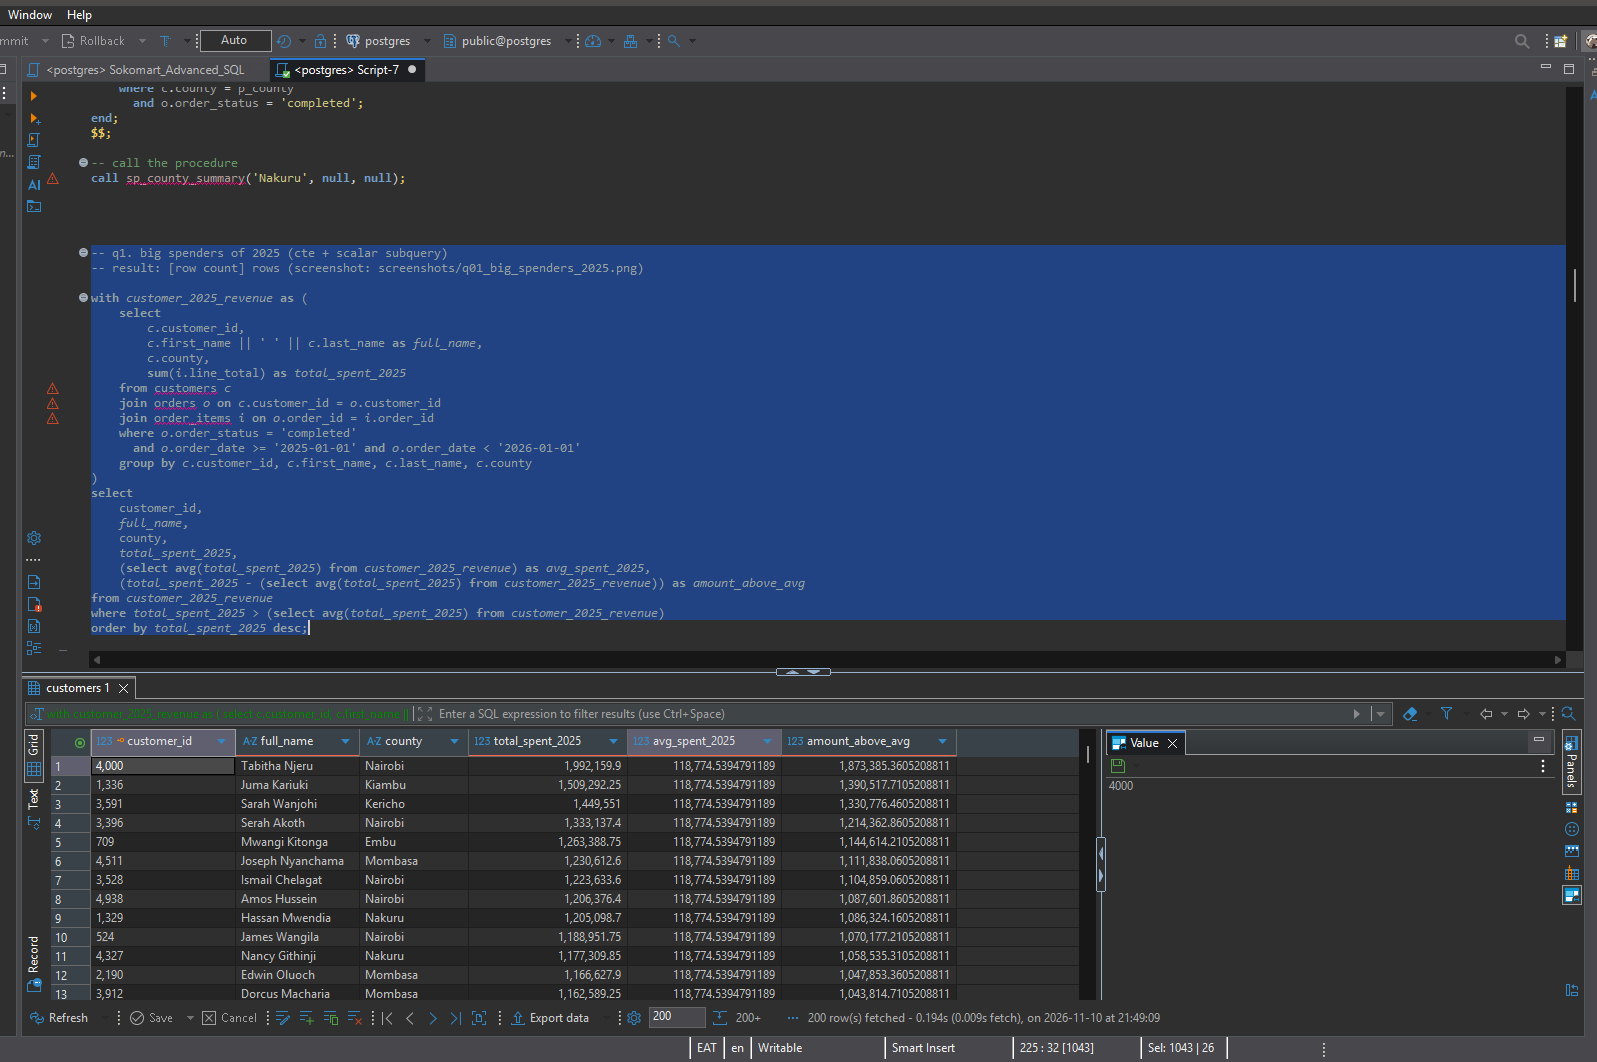 Window Help
mmit Rollback T Auto postgres public@postgres
<postgres> Sokomart_Advanced_SQL <postgres> Script-7
where c.county = p_county
and o.order_status = 'completed';
end;
$$;
-- call the procedure
call sp_county_summary('Nakuru', null, null);
AI
-- q1. big spenders of 2025 (cte + scalar subquery)
-- result: [row count] rows (screenshot: screenshots/q01_big_spenders_2025.png)
with customer_2025_revenue as (
select
c.customer_id,
c.first_name || ' ' || c.last_name as full_name,
c.county,
sum(i.line_total) as total_spent_2025
from customers c
join orders o on c.customer_id = o.customer_id
join order_items i on o.order_id = i.order_id
where o.order_status = 'completed'
and o.order_date >= '2025-01-01' and o.order_date < '2026-01-01'
group by c.customer_id, c.first_name, c.last_name, c.county
)
select
customer_id,
full_name,
county,
total_spent_2025,
(select avg(total_spent_2025) from customer_2025_revenue) as avg_spent_2025,
(total_spent_2025 - (select avg(total_spent_2025) from customer_2025_revenue)) as amount_above_avg
from customer_2025_revenue
where total_spent_2025 > (select avg(total_spent_2025) from customer_2025_revenue)
order by total_spent_2025 desc;
customers 1
with customer_2025_revenue as ( select c.customer_id, c.first_name || Enter a SQL expression to filter results (use Ctrl+Space)
Grid
Text
Record
123 customer_id A-Z full_name A-Z county 123 total_spent_2025 123 avg_spent_2025 123 amount_above_avg
1 4,000 Tabitha Njeru Nairobi 1,992,159.9 118,774.5394791189 1,873,385.3605208811
2 1,336 Juma Kariuki Kiambu 1,509,292.25 118,774.5394791189 1,390,517.7105208811
3 3,591 Sarah Wanjohi Kericho 1,449,551 118,774.5394791189 1,330,776.4605208811
4 3,396 Serah Akoth Nairobi 1,333,137.4 118,774.5394791189 1,214,362.8605208811
5 709 Mwangi Kitonga Embu 1,263,388.75 118,774.5394791189 1,144,614.2105208811
6 4,511 Joseph Nyanchama Mombasa 1,230,612.6 118,774.5394791189 1,111,838.0605208811
7 3,528 Ismail Chelagat Nairobi 1,223,633.6 118,774.5394791189 1,104,859.0605208811
8 4,938 Amos Hussein Nairobi 1,206,376.4 118,774.5394791189 1,087,601.8605208811
9 1,329 Hassan Mwendia Nakuru 1,205,098.7 118,774.5394791189 1,086,324.1605208811
10 524 James Wangila Nairobi 1,188,951.75 118,774.5394791189 1,070,177.2105208811
11 4,327 Nancy Githinji Nakuru 1,177,309.85 118,774.5394791189 1,058,535.3105208811
12 2,190 Edwin Oluoch Mombasa 1,166,627.9 118,774.5394791189 1,047,853.3605208811
13 3,912 Dorcus Macharia Mombasa 1,162,589.25 118,774.5394791189 1,043,814.7105208811
Value
4000
Panels
Refresh Save Cancel Export data 200 200+ 200 row(s) fetched - 0.194s (0.009s fetch), on 2026-11-10 at 21:49:09
EAT en Writable Smart Insert 225 : 32 [1043] Sel: 1043 | 26